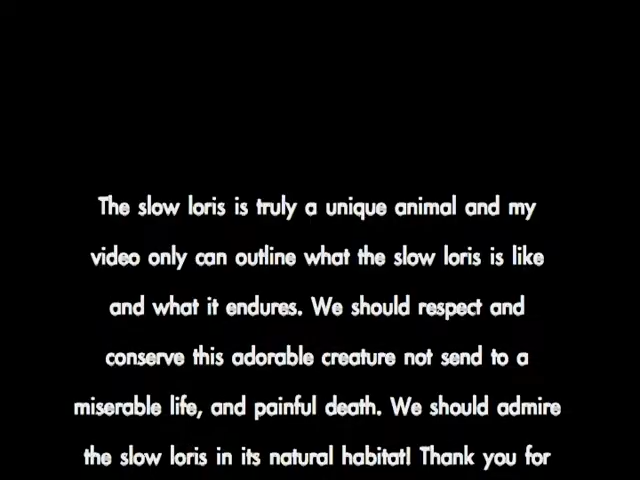 The slow loris is truly a unique animal and my
video only can outline what the slow loris is like
and what it endures. We should respect and
conserve this adorable creature not send to a
miserable life, and painful death. We should admire
the slow loris in its natural habitat! Thank you for